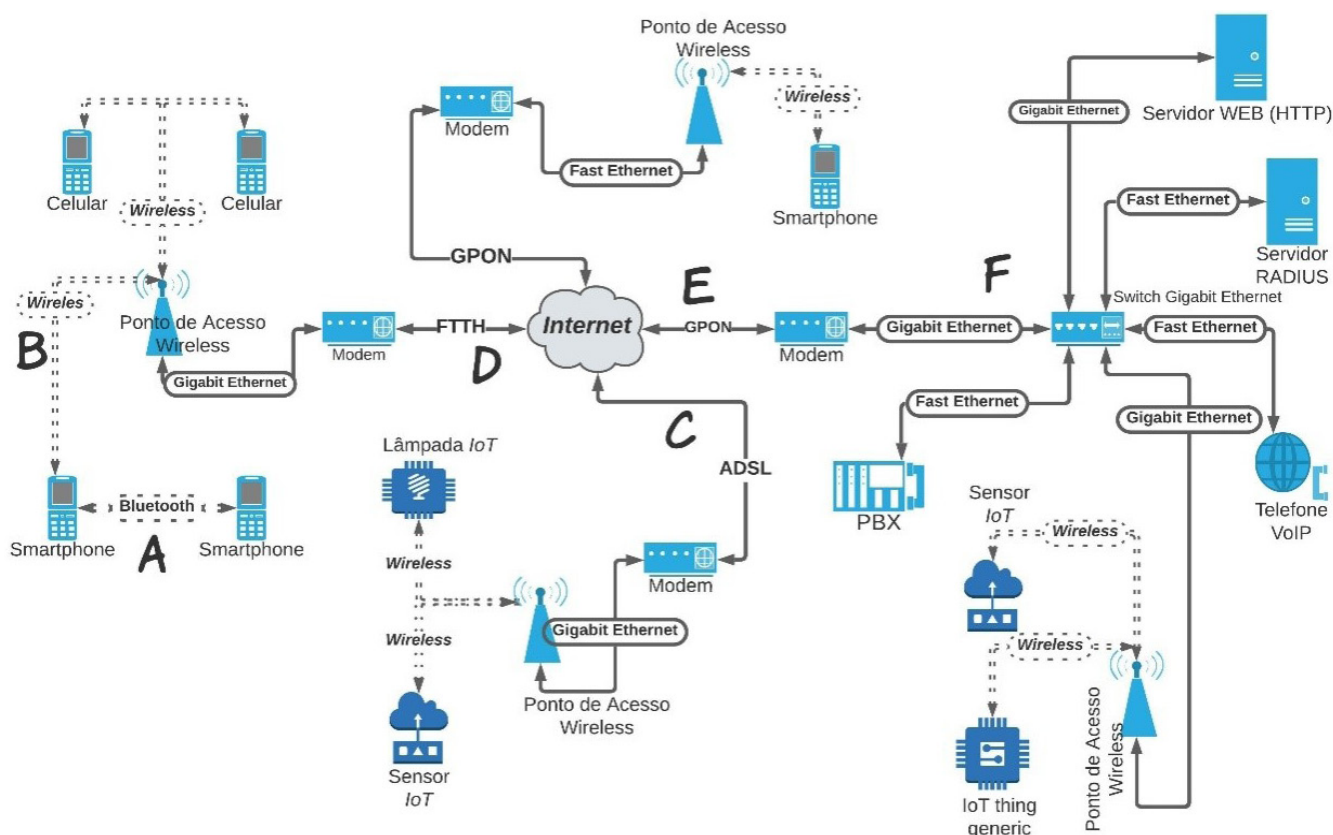 Ponto de Acesso
Wireless
Wireless
Modem
Fast Ethernet
Smartphone
GPON
Celular
Celular
Wireless
Wireles
B
Ponto de Acesso
Wireless
Gigabit Ethernet
Modem
FTTH
D
Internet
E
GPON
Modem
Gigabit Ethernet
F
Switch Gigabit Ethernet
Gigabit Ethernet
Servidor WEB (HTTP)
Fast Ethernet
Servidor
RADIUS
Fast Ethernet
Telefone
VoIP
Fast Ethernet
PBX
Gigabit Ethernet
C
ADSL
Smartphone
Bluetooth
A
Smartphone
Lâmpada IoT
Wireless
Wireless
Sensor
IoT
Gigabit Ethernet
Modem
Ponto de Acesso
Wireless
Sensor
IoT
Wireless
Wireless
IoT thing
generic
Ponto de Acesso
Wireless